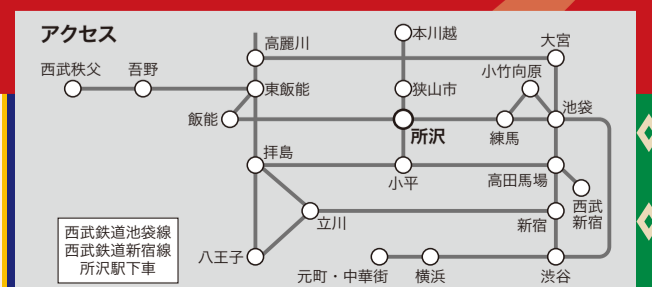 アクセス
高麗川
本川越
大宮
西武秩父
吾野
小竹向原
東飯能
狭山市
池袋
飯能
所沢
練馬
拝島
小平
高田馬場
西武
新宿
立川
新宿
西武鉄道池袋線
西武鉄道新宿線
所沢駅下車
八王子
元町・中華街
横浜
渋谷